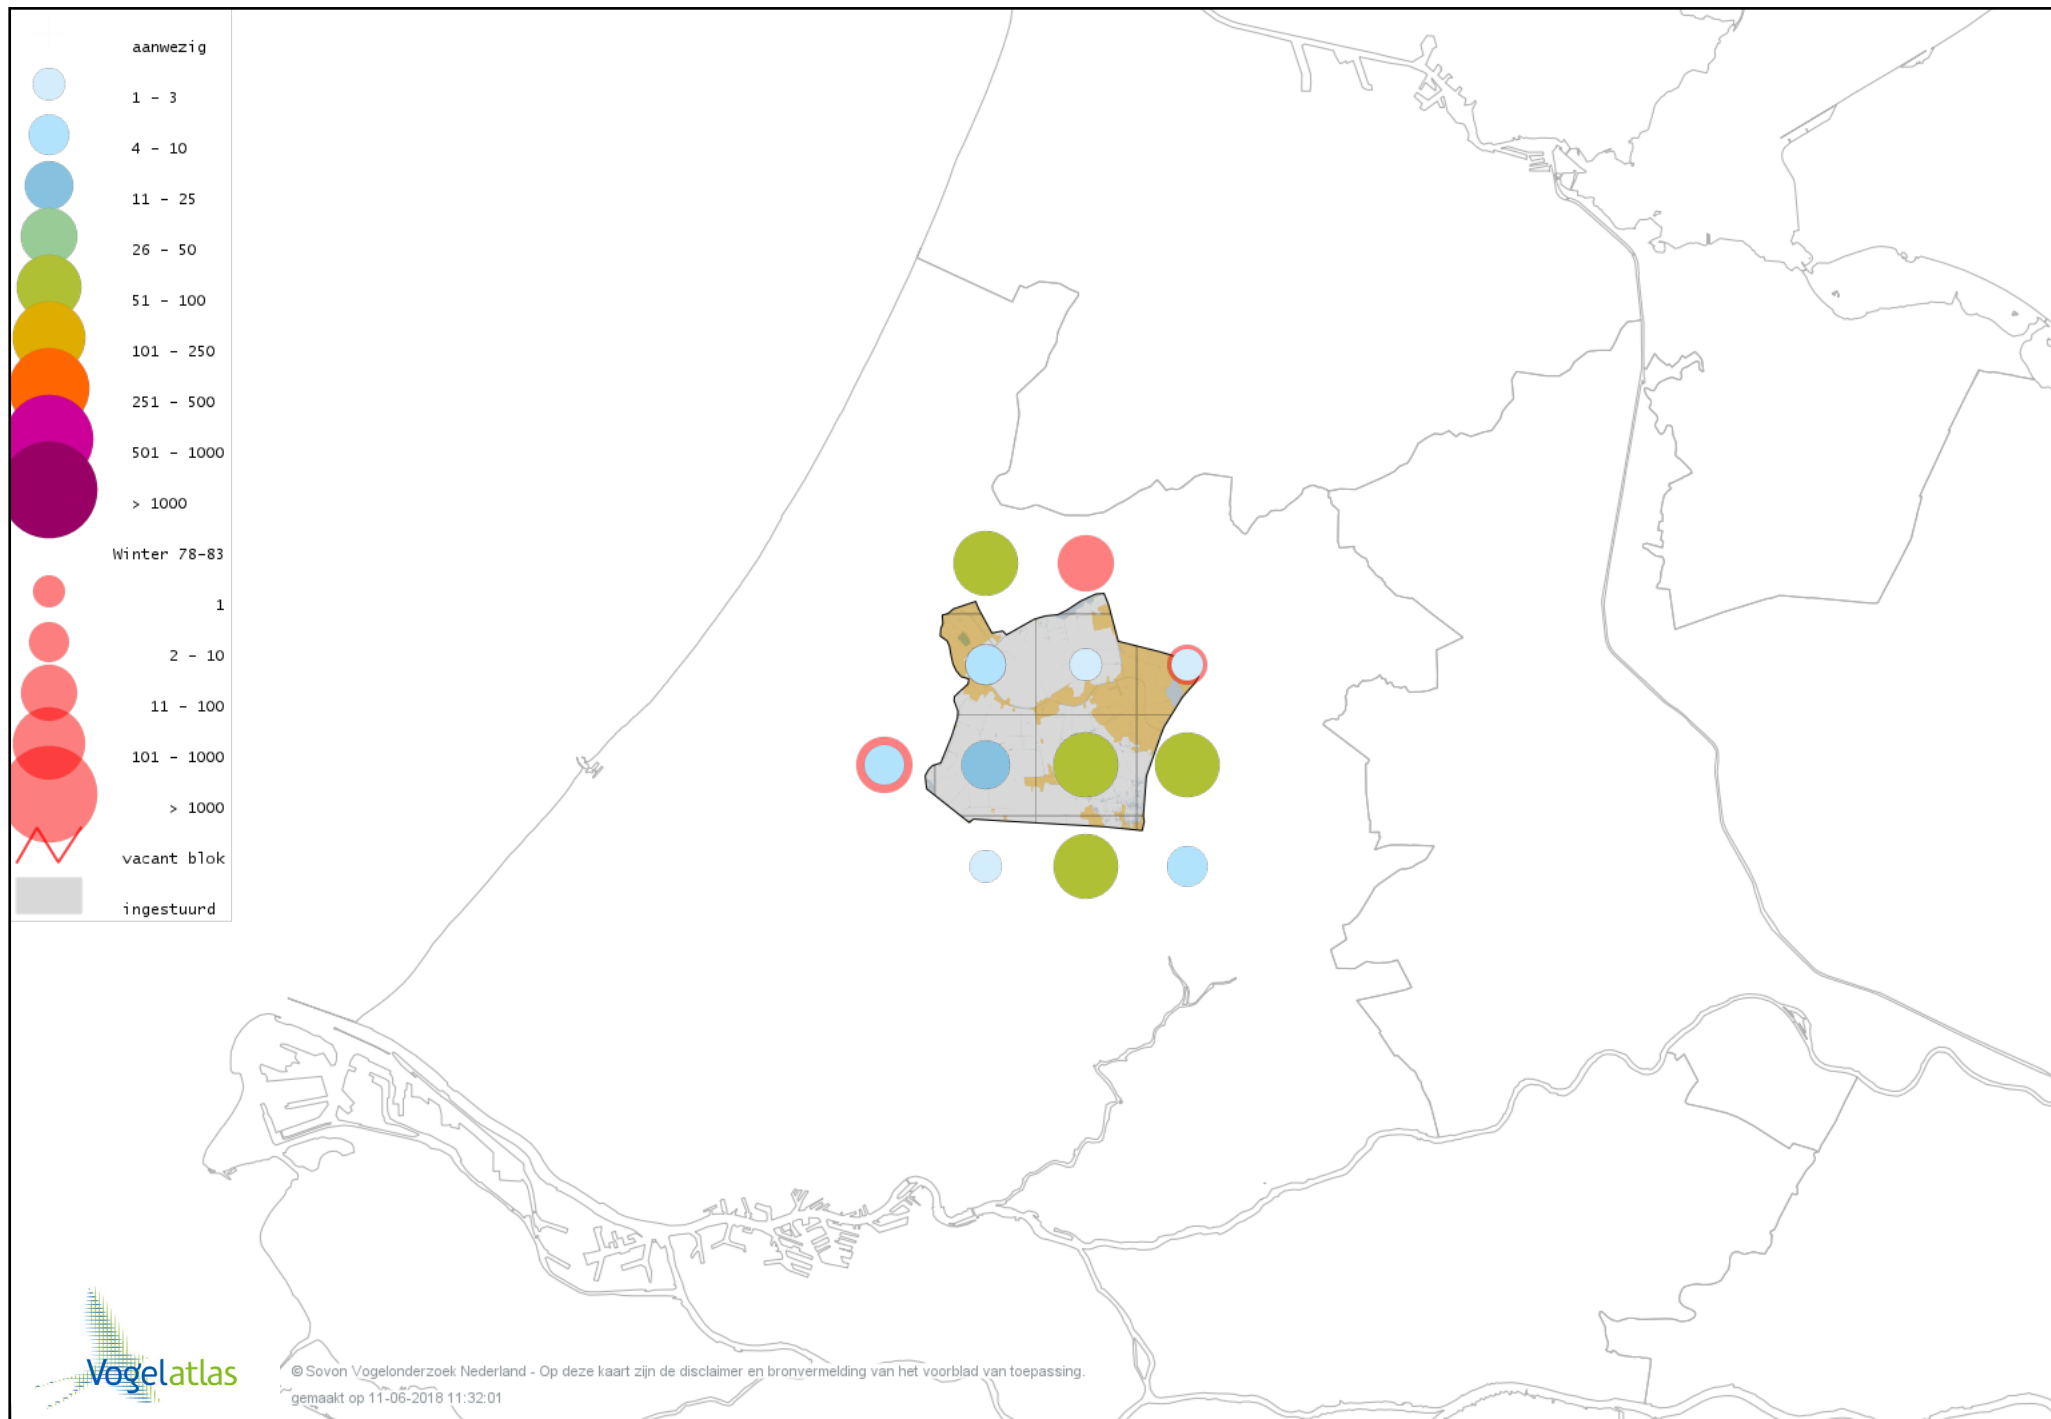 aanwezig
1 - 3
4 - 10
11 - 25
26 - 50
51 - 100
101 - 250
251 - 500
501 - 1000
> 1000
Winter 78-83
1
2 - 10
11 - 100
101 - 1000
> 1000
vacant blok
ingestuurd
Vogelatlas
© Sovon Vogelonderzoek Nederland - Op deze kaart zijn de disclaimer en bronvermelding van het voorblad van toepassing.
gemaakt op 11-06-2018 11:32:01